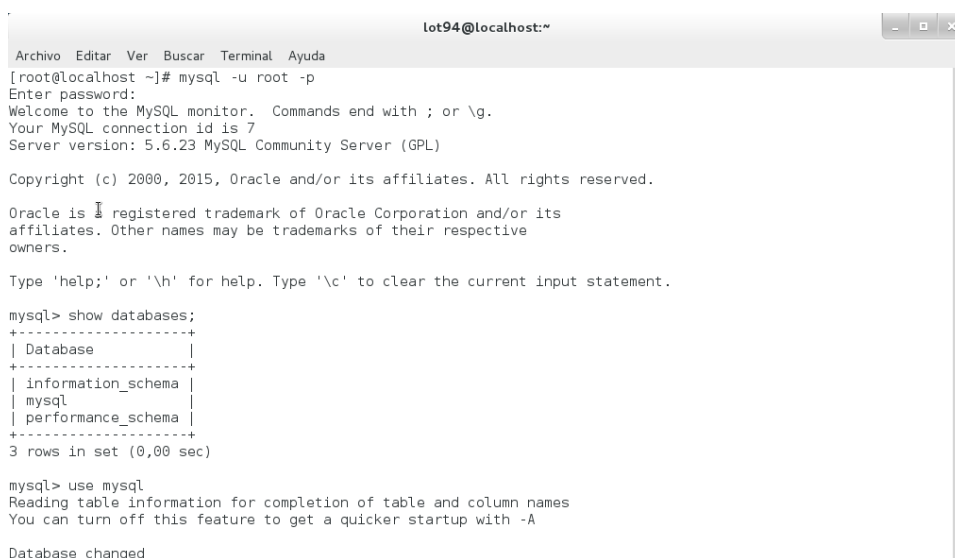 lot94@localhost:~
Archivo Editar Ver Buscar Terminal Ayuda
[root@localhost ~]# mysql -u root -p
Enter password:
Welcome to the MySQL monitor.  Commands end with ; or \g.
Your MySQL connection id is 7
Server version: 5.6.23 MySQL Community Server (GPL)
Copyright (c) 2000, 2015, Oracle and/or its affiliates. All rights reserved.
Oracle is a registered trademark of Oracle Corporation and/or its
affiliates. Other names may be trademarks of their respective
owners.
Type 'help;' or '\h' for help. Type '\c' to clear the current input statement.
mysql> show databases;
+--------------------+
| Database           |
+--------------------+
| information_schema |
| mysql              |
| performance_schema |
+--------------------+
3 rows in set (0,00 sec)
mysql> use mysql
Reading table information for completion of table and column names
You can turn off this feature to get a quicker startup with -A
Database changed